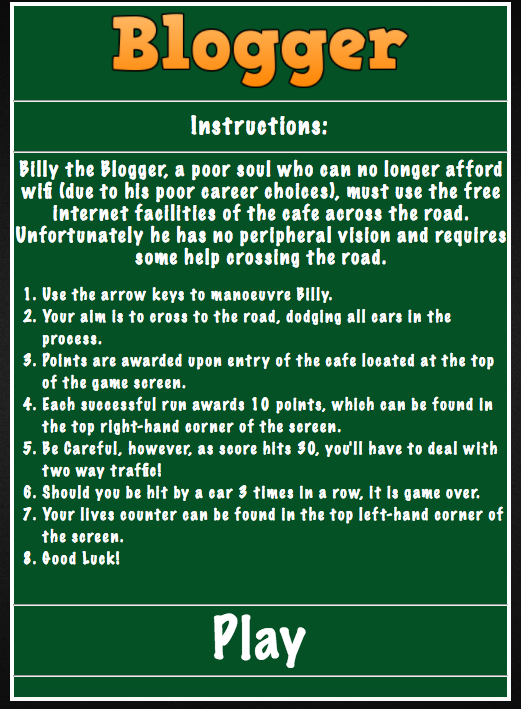 Blogger
Instructions:
Billy the Blogger, a poor soul who can no longer afford
wifi (due to his poor career choices), must use the free
internet facilities of the cafe across the road.
Unfortunately he has no peripheral vision and requires
some help crossing the road.
1. Use the arrow keys to manoeuvre Billy.
2. Your aim is to cross to the road, dodging all cars in the
process.
3. Points are awarded upon entry of the cafe located at the top
of the game screen.
4. Each successful run awards 10 points, which can be found in
the top right-hand corner of the screen.
5. Be Careful, however, as score hits 30, you'll have to deal with
two way traffic!
6. Should you be hit by a car 3 times in a row, it is game over.
7. Your lives counter can be found in the top left-hand corner of
the screen.
8. Good Luck!
Play